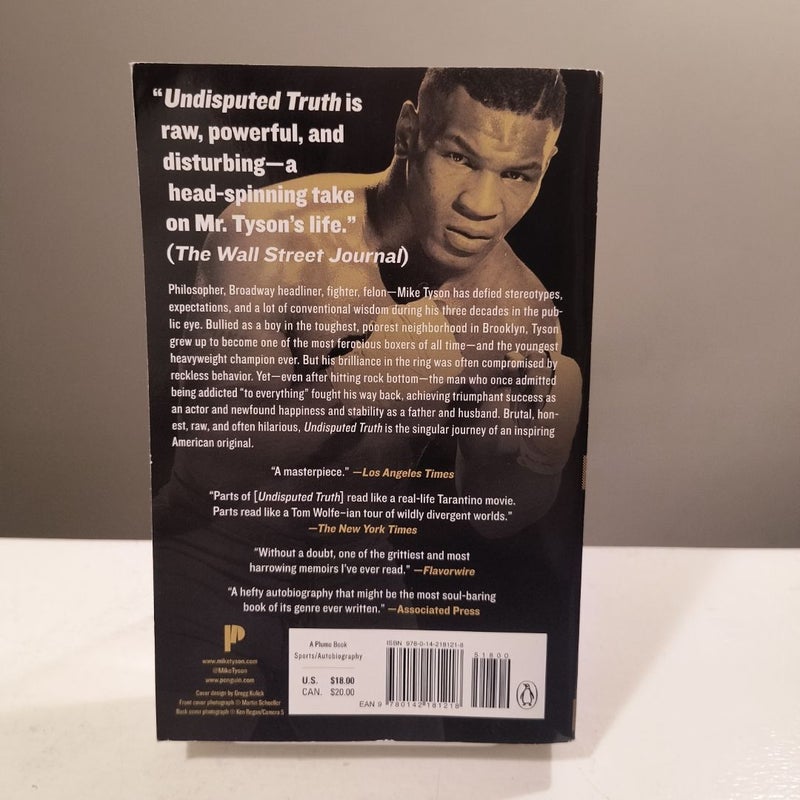 “Undisputed Truth is
raw, powerful, and
disturbing—a
head-spinning take
on Mr. Tyson’s life.”
(The Wall Street Journal)
Philosopher, Broadway headliner, fighter, felon—Mike Tyson has defied stereotypes,
expectations, and a lot of conventional wisdom during his three decades in the pub-
lic eye. Bullied as a boy in the toughest, poorest neighborhood in Brooklyn, Tyson
grew up to become one of the most ferocious boxers of all time—and the youngest
heavyweight champion ever. But his brilliance in the ring was often compromised by
reckless behavior. Yet—even after hitting rock bottom—the man who once admitted
being addicted “to everything” fought his way back, achieving triumphant success as
an actor and newfound happiness and stability as a father and husband. Brutal, hon-
est, raw, and often hilarious, Undisputed Truth is the singular journey of an inspiring
American original.
“A masterpiece.” —Los Angeles Times
“Parts of [Undisputed Truth] read like a real-life Tarantino movie.
Parts read like a Tom Wolfe–ian tour of wildly divergent worlds.”
—The New York Times
“Without a doubt, one of the grittiest and most
harrowing memoirs I’ve ever read.” —Flavorwire
“A hefty autobiography that might be the most soul-baring
book of its genre ever written.” —Associated Press
www.miketyson.com
@MikeTyson
www.penguin.com
Cover design by Gregg Kulick
Front cover photograph © Martin Schoeller
Back cover photograph © Ken Regan/Camera 5
A Plume Book
Sports/Autobiography
U.S. $18.00
CAN. $20.00
ISBN 978-0-14-218121-8
51800
EAN 9 780142 181218